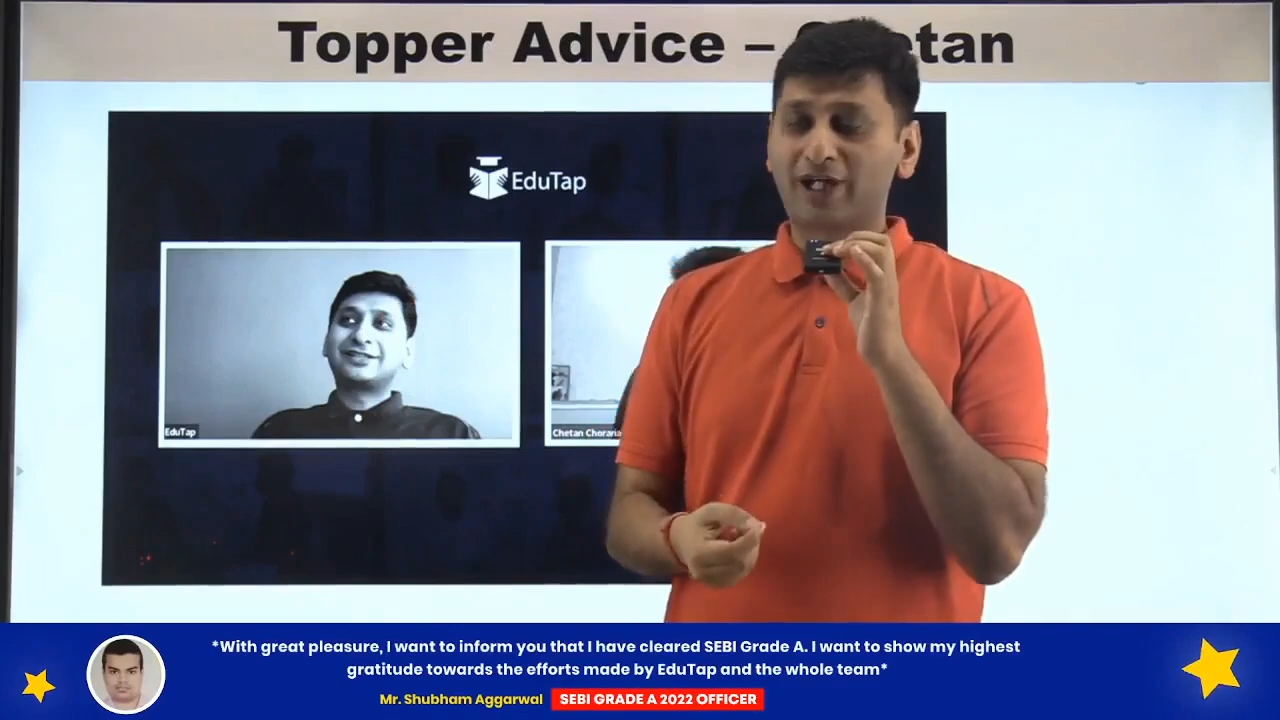 Topper Advice – etan
EduTap
EduTap
Chetan Choraria
*With great pleasure, I want to inform you that I have cleared SEBI Grade A. I want to show my highest
gratitude towards the efforts made by EduTap and the whole team*
Mr. Shubham Aggarwal SEBI GRADE A 2022 OFFICER